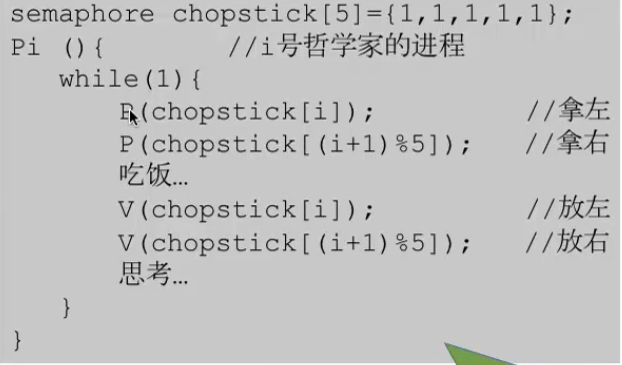 semaphore chopstick[5]={1,1,1,1,1};
Pi (){ //i号哲学家的进程
while(1){
P(chopstick[i]); //拿左
P(chopstick[(i+1)%5]); //拿右
吃饭…
V(chopstick[i]); //放左
V(chopstick[(i+1)%5]); //放右
思考…
}
}